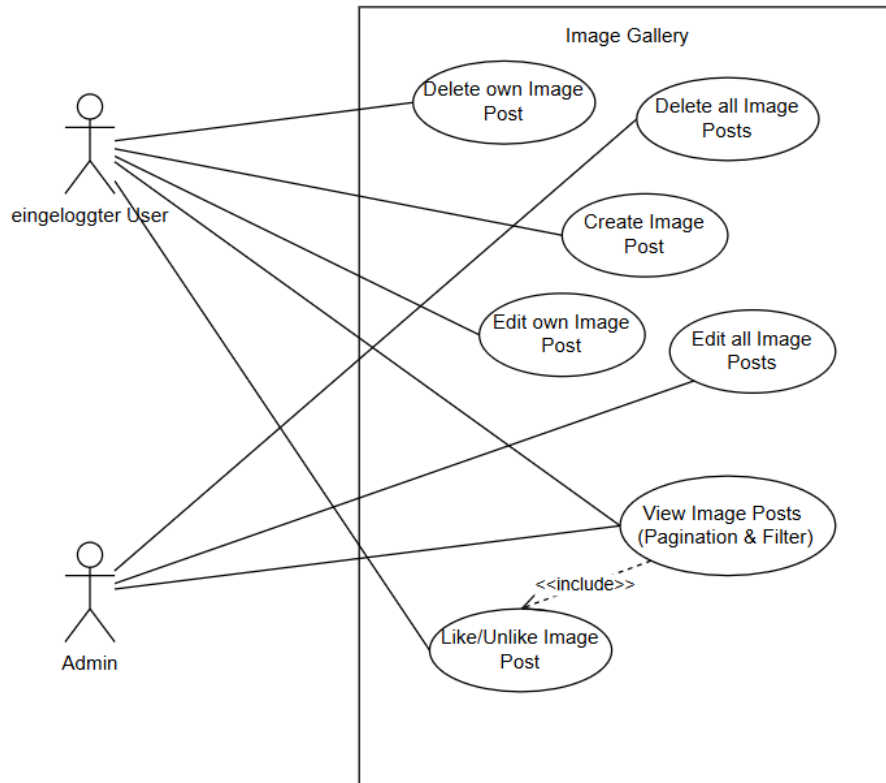 Image Gallery
Delete own Image
Post
Delete all Image
Posts
eingeloggter User
Create Image
Post
Edit own Image
Post
Edit all Image
Posts
View Image Posts
(Pagination & Filter)
<<include>>
Like/Unlike Image
Post
Admin